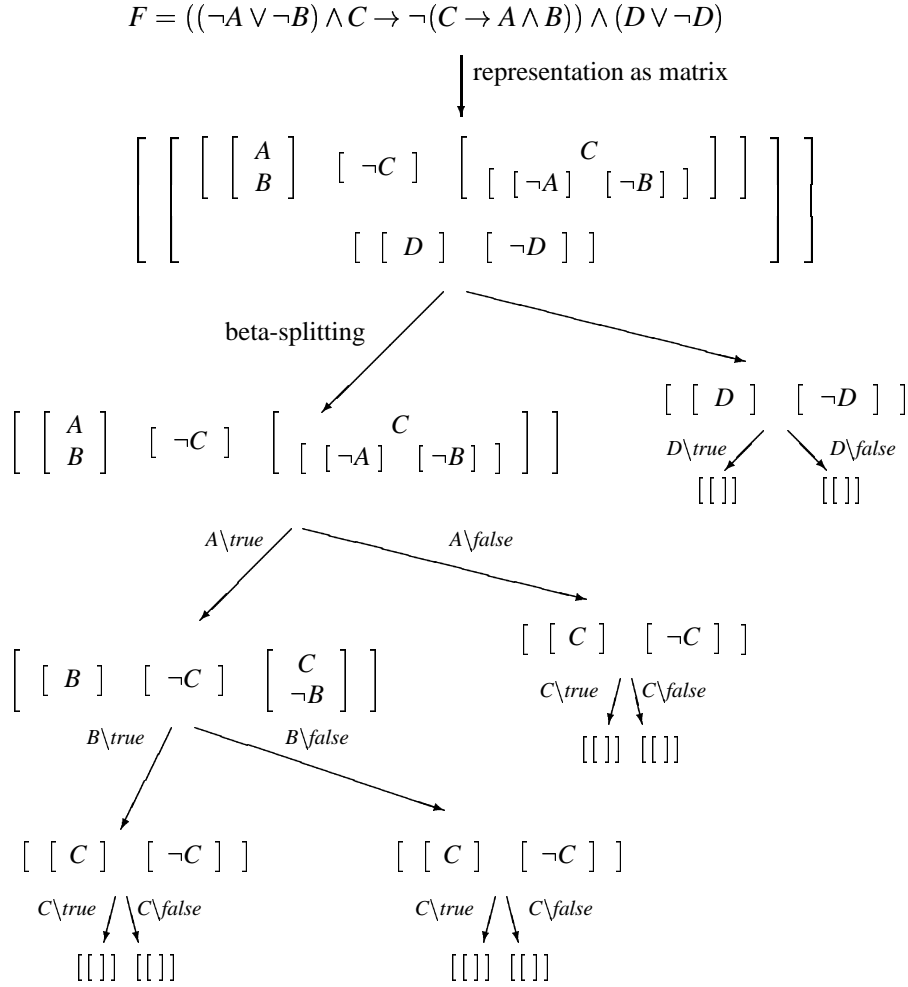 F = ((¬A ∨ ¬B) ∧ C → ¬(C → A ∧ B)) ∧ (D ∨ ¬D)
representation as matrix
[ [ [ [ A B ] [ ¬C ] [ C [ [ ¬A ] [ ¬B ] ] ] ]
[ [ D ] [ ¬D ] ] ] ]
beta-splitting
[ [ D ] [ ¬D ] ]
[ [ A B ] [ ¬C ] [ C [ [ ¬A ] [ ¬B ] ] ] ]
D\true D\false
[[ ]] [[ ]]
A\true A\false
[ [ C ] [ ¬C ] ]
[ [ B ] [ ¬C ] [ C ¬B ] ]
C\true C\false
B\true B\false
[[ ]] [[ ]]
[ [ C ] [ ¬C ] ] [ [ C ] [ ¬C ] ]
C\true C\false C\true C\false
[[ ]] [[ ]] [[ ]] [[ ]]